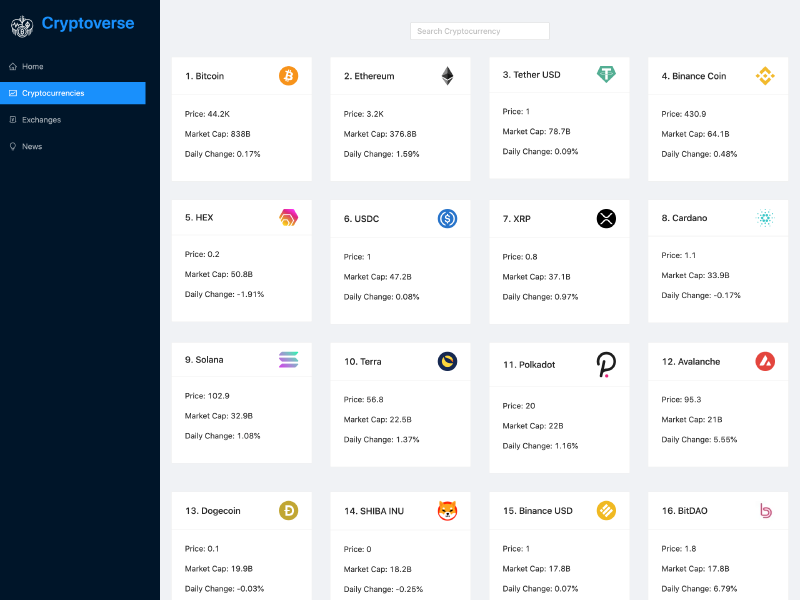 Cryptoverse
Home
Cryptocurrencies
Exchanges
News
Search Cryptocurrency
1. Bitcoin
Price: 44.2K
Market Cap: 838B
Daily Change: 0.17%
2. Ethereum
Price: 3.2K
Market Cap: 376.8B
Daily Change: 1.59%
3. Tether USD
Price: 1
Market Cap: 78.7B
Daily Change: 0.09%
4. Binance Coin
Price: 430.9
Market Cap: 64.1B
Daily Change: 0.48%
5. HEX
Price: 0.2
Market Cap: 50.8B
Daily Change: -1.91%
6. USDC
Price: 1
Market Cap: 47.2B
Daily Change: 0.08%
7. XRP
Price: 0.8
Market Cap: 37.1B
Daily Change: 0.97%
8. Cardano
Price: 1.1
Market Cap: 33.9B
Daily Change: -0.17%
9. Solana
Price: 102.9
Market Cap: 32.9B
Daily Change: 1.08%
10. Terra
Price: 56.8
Market Cap: 22.5B
Daily Change: 1.37%
11. Polkadot
Price: 20
Market Cap: 22B
Daily Change: 1.16%
12. Avalanche
Price: 95.3
Market Cap: 21B
Daily Change: 5.55%
13. Dogecoin
Price: 0.1
Market Cap: 19.9B
Daily Change: -0.03%
14. SHIBA INU
Price: 0
Market Cap: 18.2B
Daily Change: -0.25%
15. Binance USD
Price: 1
Market Cap: 17.8B
Daily Change: 0.07%
16. BitDAO
Price: 1.8
Market Cap: 17.8B
Daily Change: 6.79%